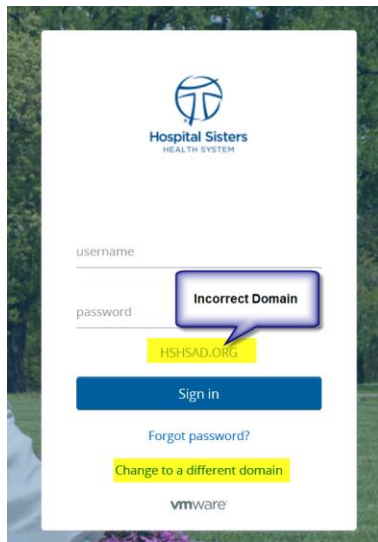 Hospital Sisters
HEALTH SYSTEM
username
Incorrect Domain
password
HSHSAD.ORG
Sign in
Forgot password?
Change to a different domain
vmware